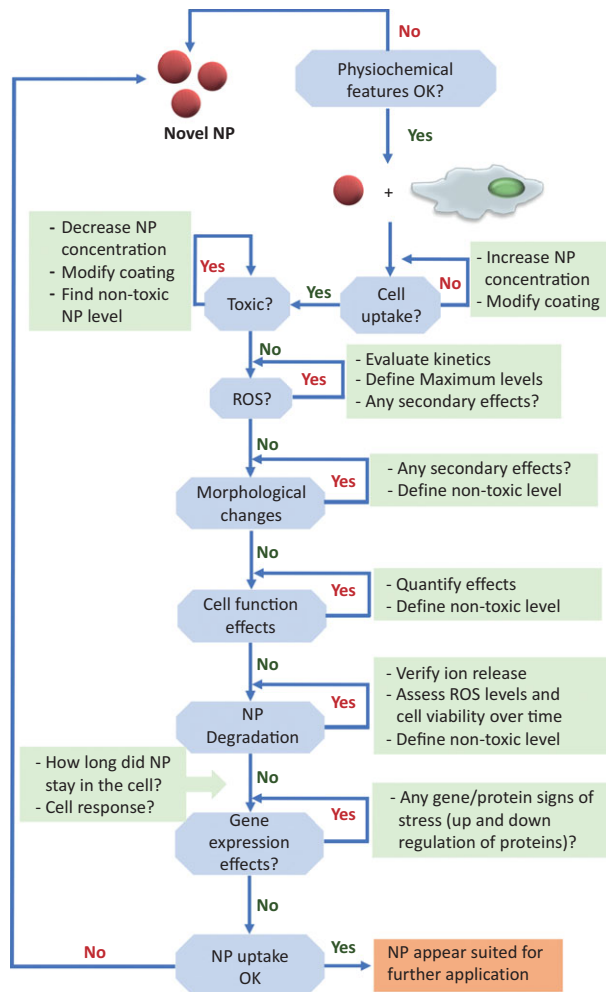 No
Physiochemical
features OK?
Novel NP
Yes
+
- Decrease NP
concentration
- Modify coating
- Find non-toxic
NP level
Yes
Toxic?
Yes
Cell
uptake?
No
- Increase NP
concentration
- Modify coating
No
ROS?
Yes
- Evaluate kinetics
- Define Maximum levels
- Any secondary effects?
No
Morphological
changes
Yes
- Any secondary effects?
- Define non-toxic level
No
Cell function
effects
Yes
- Quantify effects
- Define non-toxic level
No
NP
Degradation
Yes
- Verify ion release
- Assess ROS levels and
cell viability over time
- Define non-toxic level
- How long did NP
stay in the cell?
- Cell response?
No
Gene
expression
effects?
Yes
- Any gene/protein signs of
stress (up and down
regulation of proteins)?
No
No
NP uptake
OK
Yes
NP appear suited for
further application